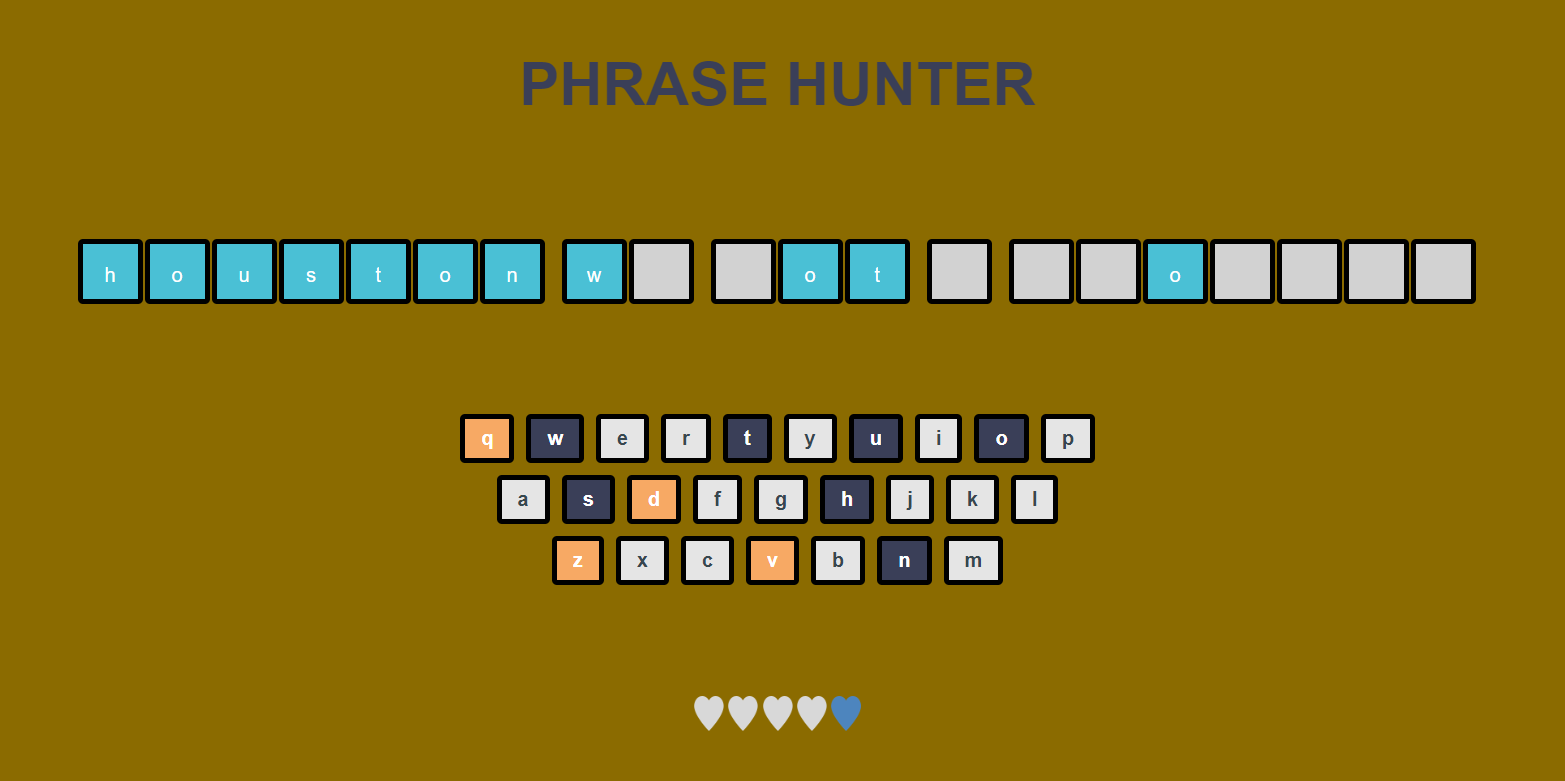 PHRASE HUNTER
h o u s t o n w o t o
q w e r t y u i o p
a s d f g h j k l
z x c v b n m